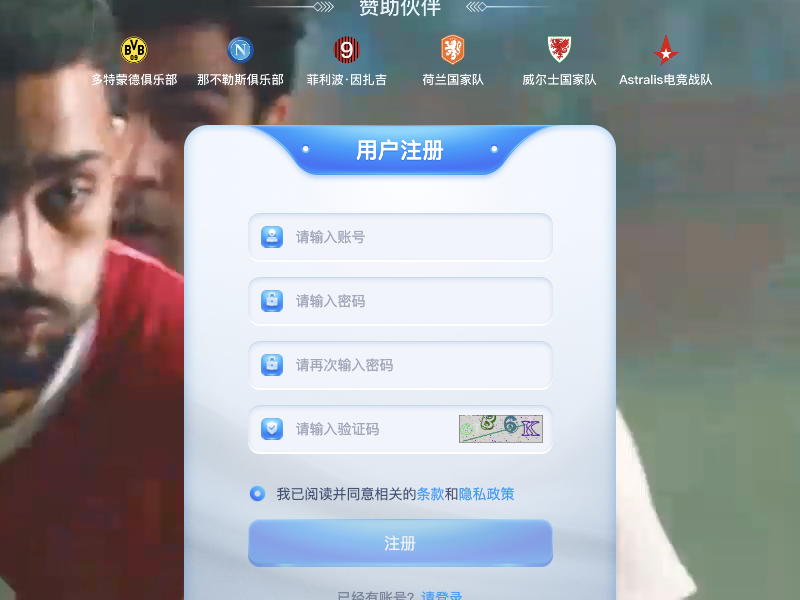 赞助伙伴
BVB 09
N
9
多特蒙德俱乐部 那不勒斯俱乐部 菲利波·因扎吉 荷兰国家队 威尔士国家队 Astralis电竞战队
用户注册
请输入账号
请输入密码
请再次输入密码
请输入验证码
我已阅读并同意相关的条款和隐私政策
注册
已经有账号？请登录